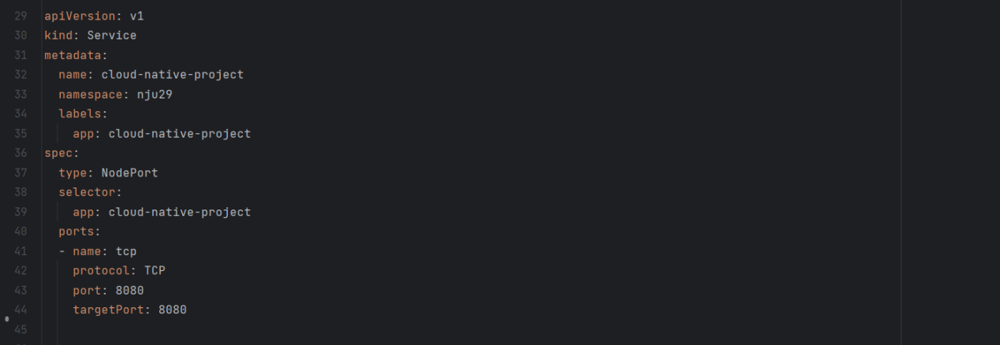 29 apiVersion: v1
30 kind: Service
31 metadata:
32   name: cloud-native-project
33   namespace: nju29
34   labels:
35     app: cloud-native-project
36 spec:
37   type: NodePort
38   selector:
39     app: cloud-native-project
40   ports:
41   - name: tcp
42     protocol: TCP
43     port: 8080
44     targetPort: 8080
45